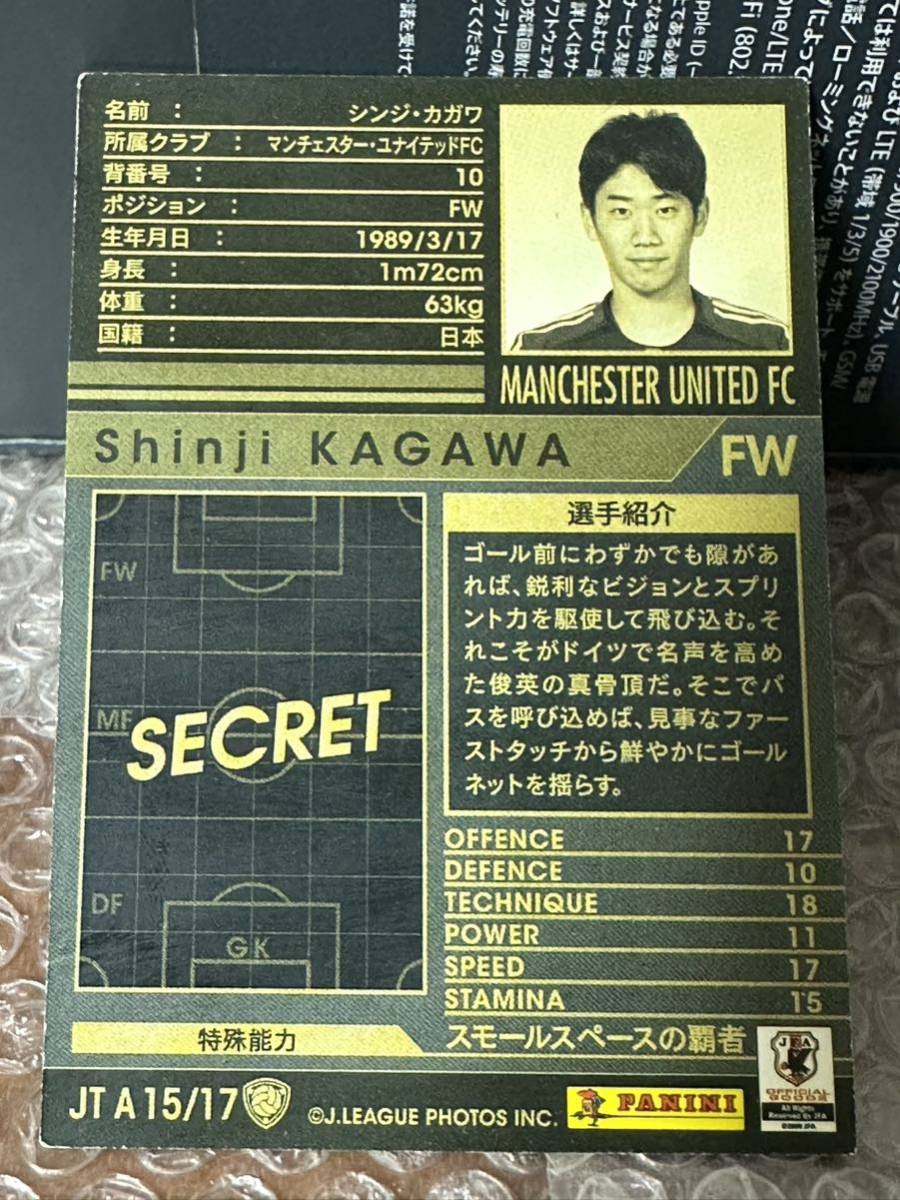 名前 : シンジ・カガワ
所属クラブ : マンチェスター・ユナイテッドFC
背番号 : 10
ポジション : FW
生年月日 : 1989/3/17
身長 : 1m72cm
体重 : 63kg
国籍 : 日本
MANCHESTER UNITED FC
Shinji KAGAWA
FW
FW
MF
SECRET
DF
GK
選手紹介
ゴール前にわずかでも隙があ
れば、鋭利なビジョンとスプリ
ント力を駆使して飛び込む。そ
れこそがドイツで名声を高め
た俊英の真骨頂だ。そこでパ
スを呼び込めば、見事なファー
ストタッチから鮮やかにゴール
ネットを揺らす。
OFFENCE 17
DEFENCE 10
TECHNIQUE 18
POWER 11
SPEED 17
STAMINA 15
特殊能力
スモールスペースの覇者
JT A 15/17
©J.LEAGUE PHOTOS INC.
PANINI
JFA
OFFICIAL
GOODS
All Rights
Reserved by JFA